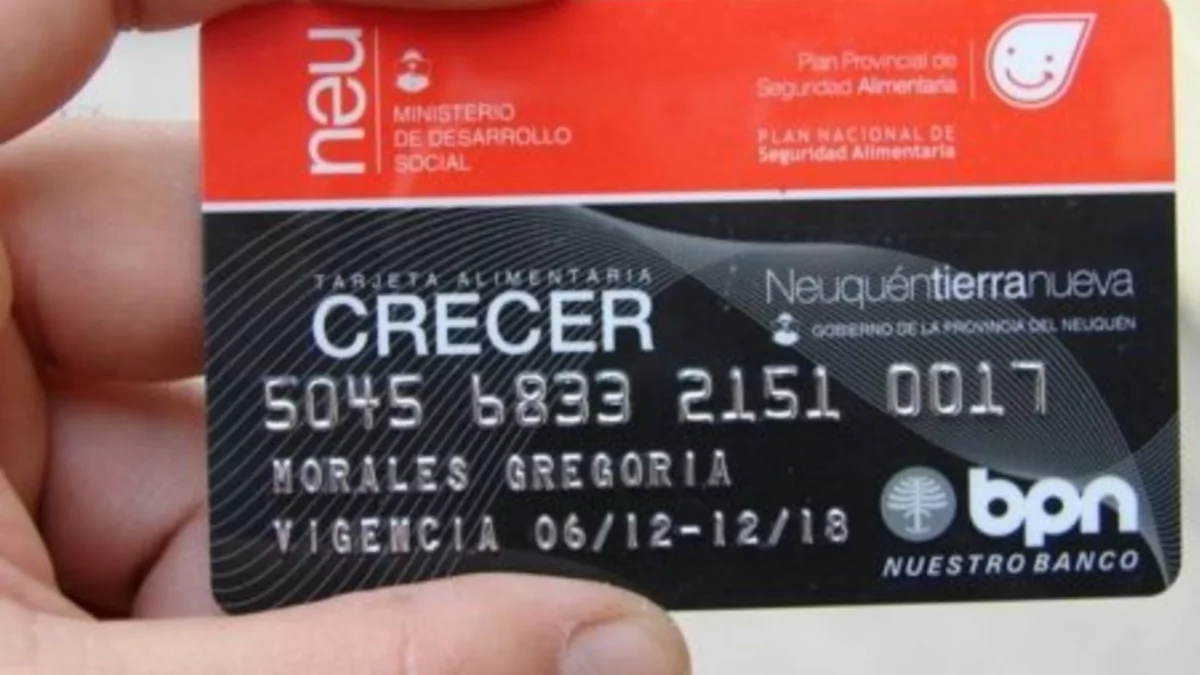 neu
MINISTERIO
DE DESARROLLO
SOCIAL
Plan Provincial de
Seguridad Alimentaria
PLAN NACIONAL DE
Seguridad Alimentaria
TARJETA ALIMENTARIA
CRECER
Neuquéntierranueva
GOBIERNO DE LA PROVINCIA DEL NEUQUÉN
5045 6833 2151 0017
MORALES GREGORIA
VIGENCIA 06/12-12/18
bpn
NUESTRO BANCO